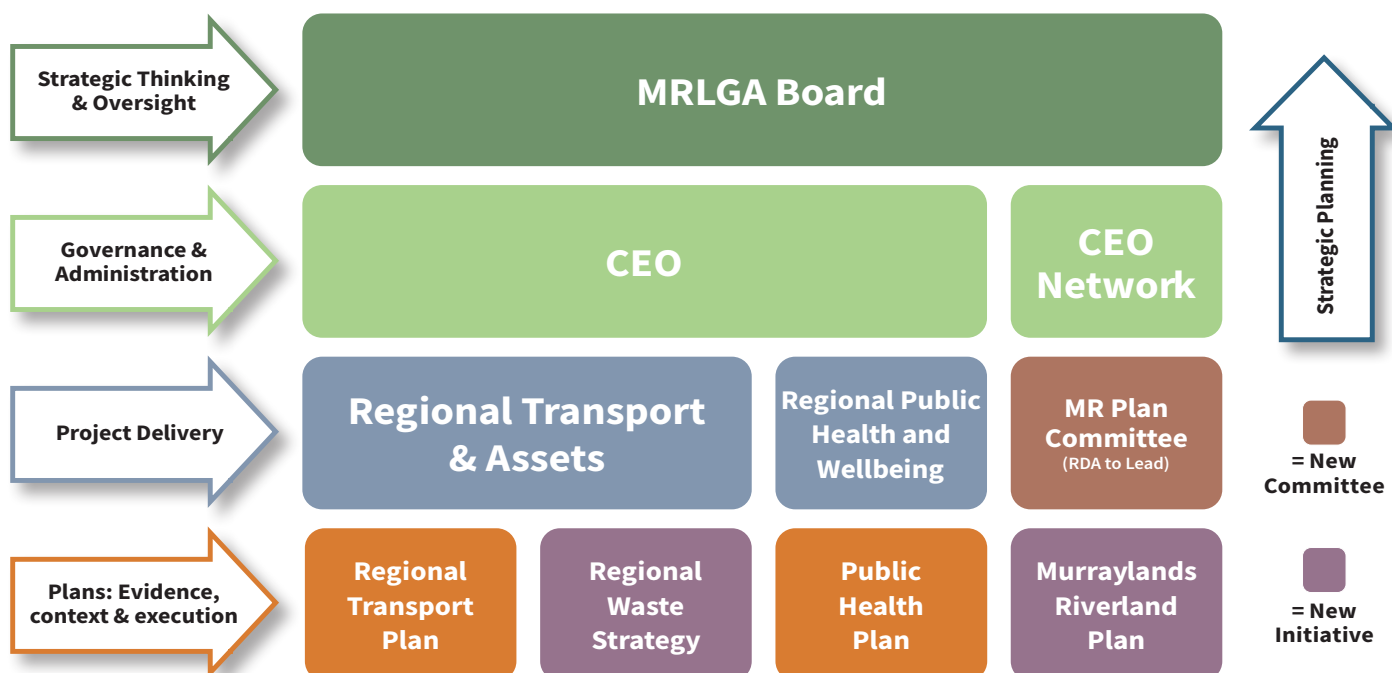 Strategic Thinking
& Oversight
MRLGA Board
Strategic Planning
Governance &
Administration
CEO
CEO
Network
Project Delivery
Regional Transport
& Assets
Regional Public
Health and
Wellbeing
MR Plan
Committee
(RDA to Lead)
= New
Committee
Plans: Evidence,
context & execution
Regional
Transport
Plan
Regional
Waste
Strategy
Public
Health
Plan
Murraylands
Riverland
Plan
= New
Initiative